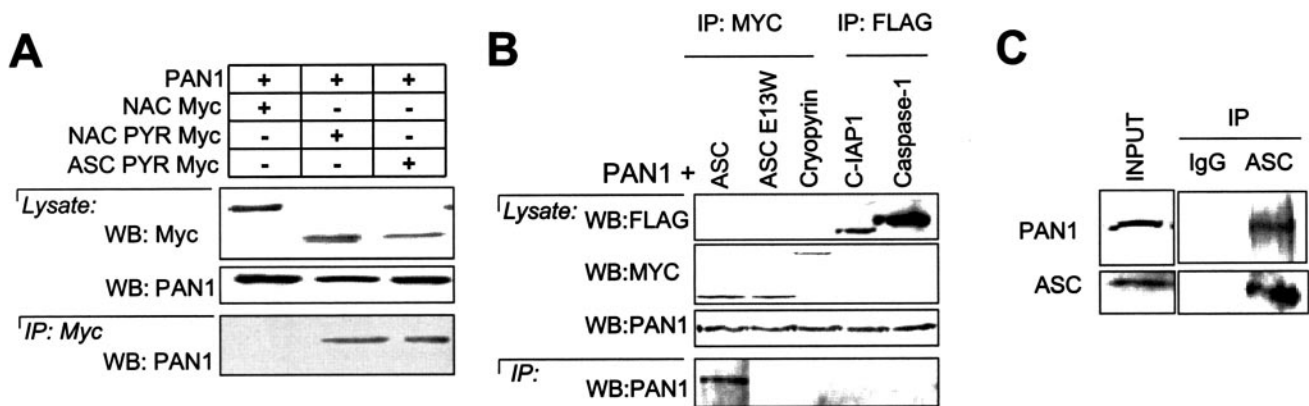 A
PAN1 + + +
NAC Myc + - -
NAC PYR Myc - + -
ASC PYR Myc - - +
Lysate:
WB: Myc
WB: PAN1
IP: Myc
WB: PAN1
B
IP: MYC IP: FLAG
PAN1 + ASC ASC E13W Cryopyrin C-IAP1 Caspase-1
Lysate: WB:FLAG
WB:MYC
WB:PAN1
IP: WB:PAN1
C
IP
INPUT IgG ASC
PAN1
ASC